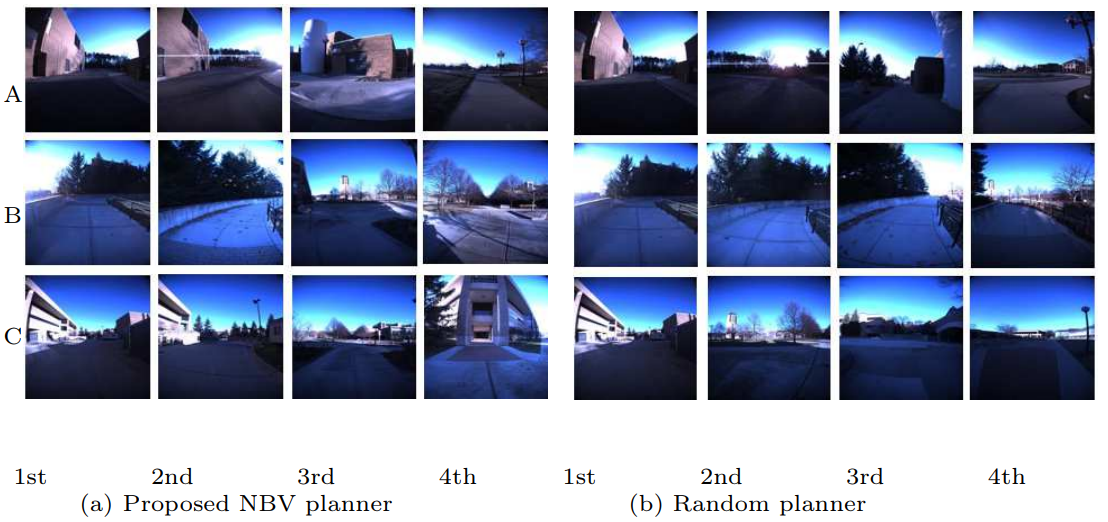 A
B
C
1st 2nd 3rd 4th 1st 2nd 3rd 4th
(a) Proposed NBV planner (b) Random planner